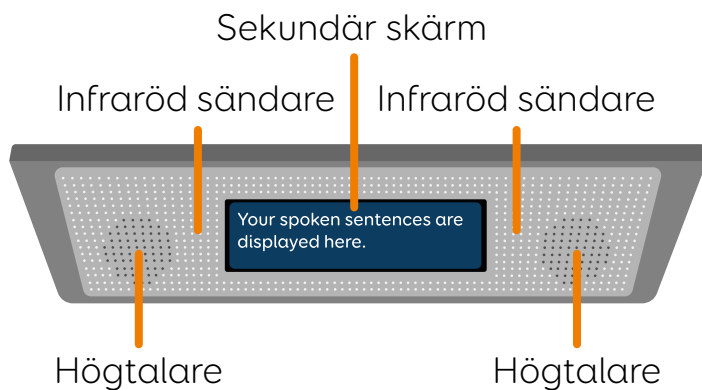 Sekundär skärm
Infraröd sändare
Infraröd sändare
Your spoken sentences are
displayed here.
Högtalare
Högtalare